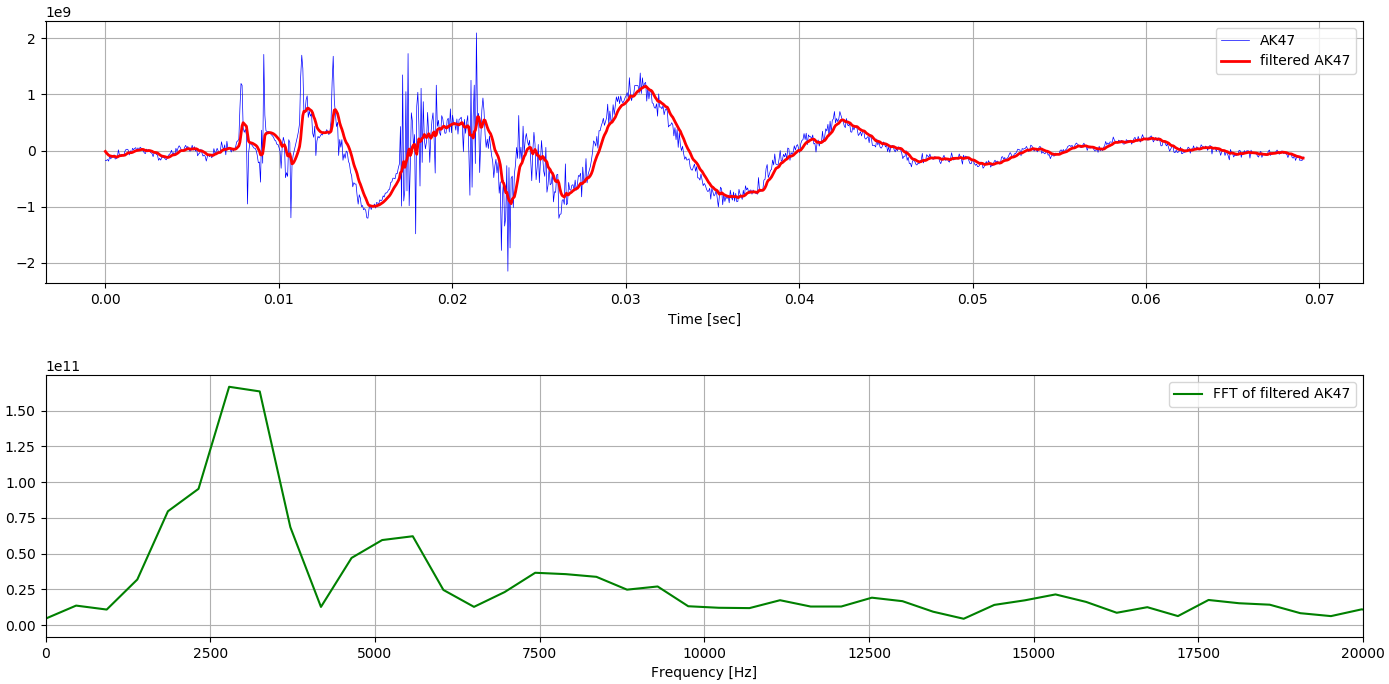 1e9
AK47
filtered AK47
2
1
0
−1
−2
0.00 0.01 0.02 0.03 0.04 0.05 0.06 0.07
Time [sec]
1e11
FFT of filtered AK47
1.50
1.25
1.00
0.75
0.50
0.25
0.00
0 2500 5000 7500 10000 12500 15000 17500 20000
Frequency [Hz]